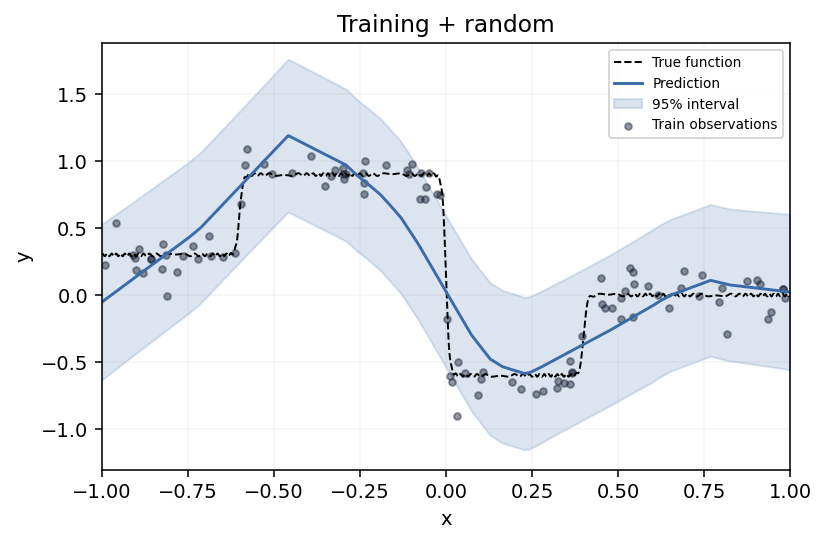 Training + random
True function
Prediction
95% interval
Train observations
y
1.5
1.0
0.5
0.0
−0.5
−1.0
−1.00 −0.75 −0.50 −0.25 0.00 0.25 0.50 0.75 1.00
x